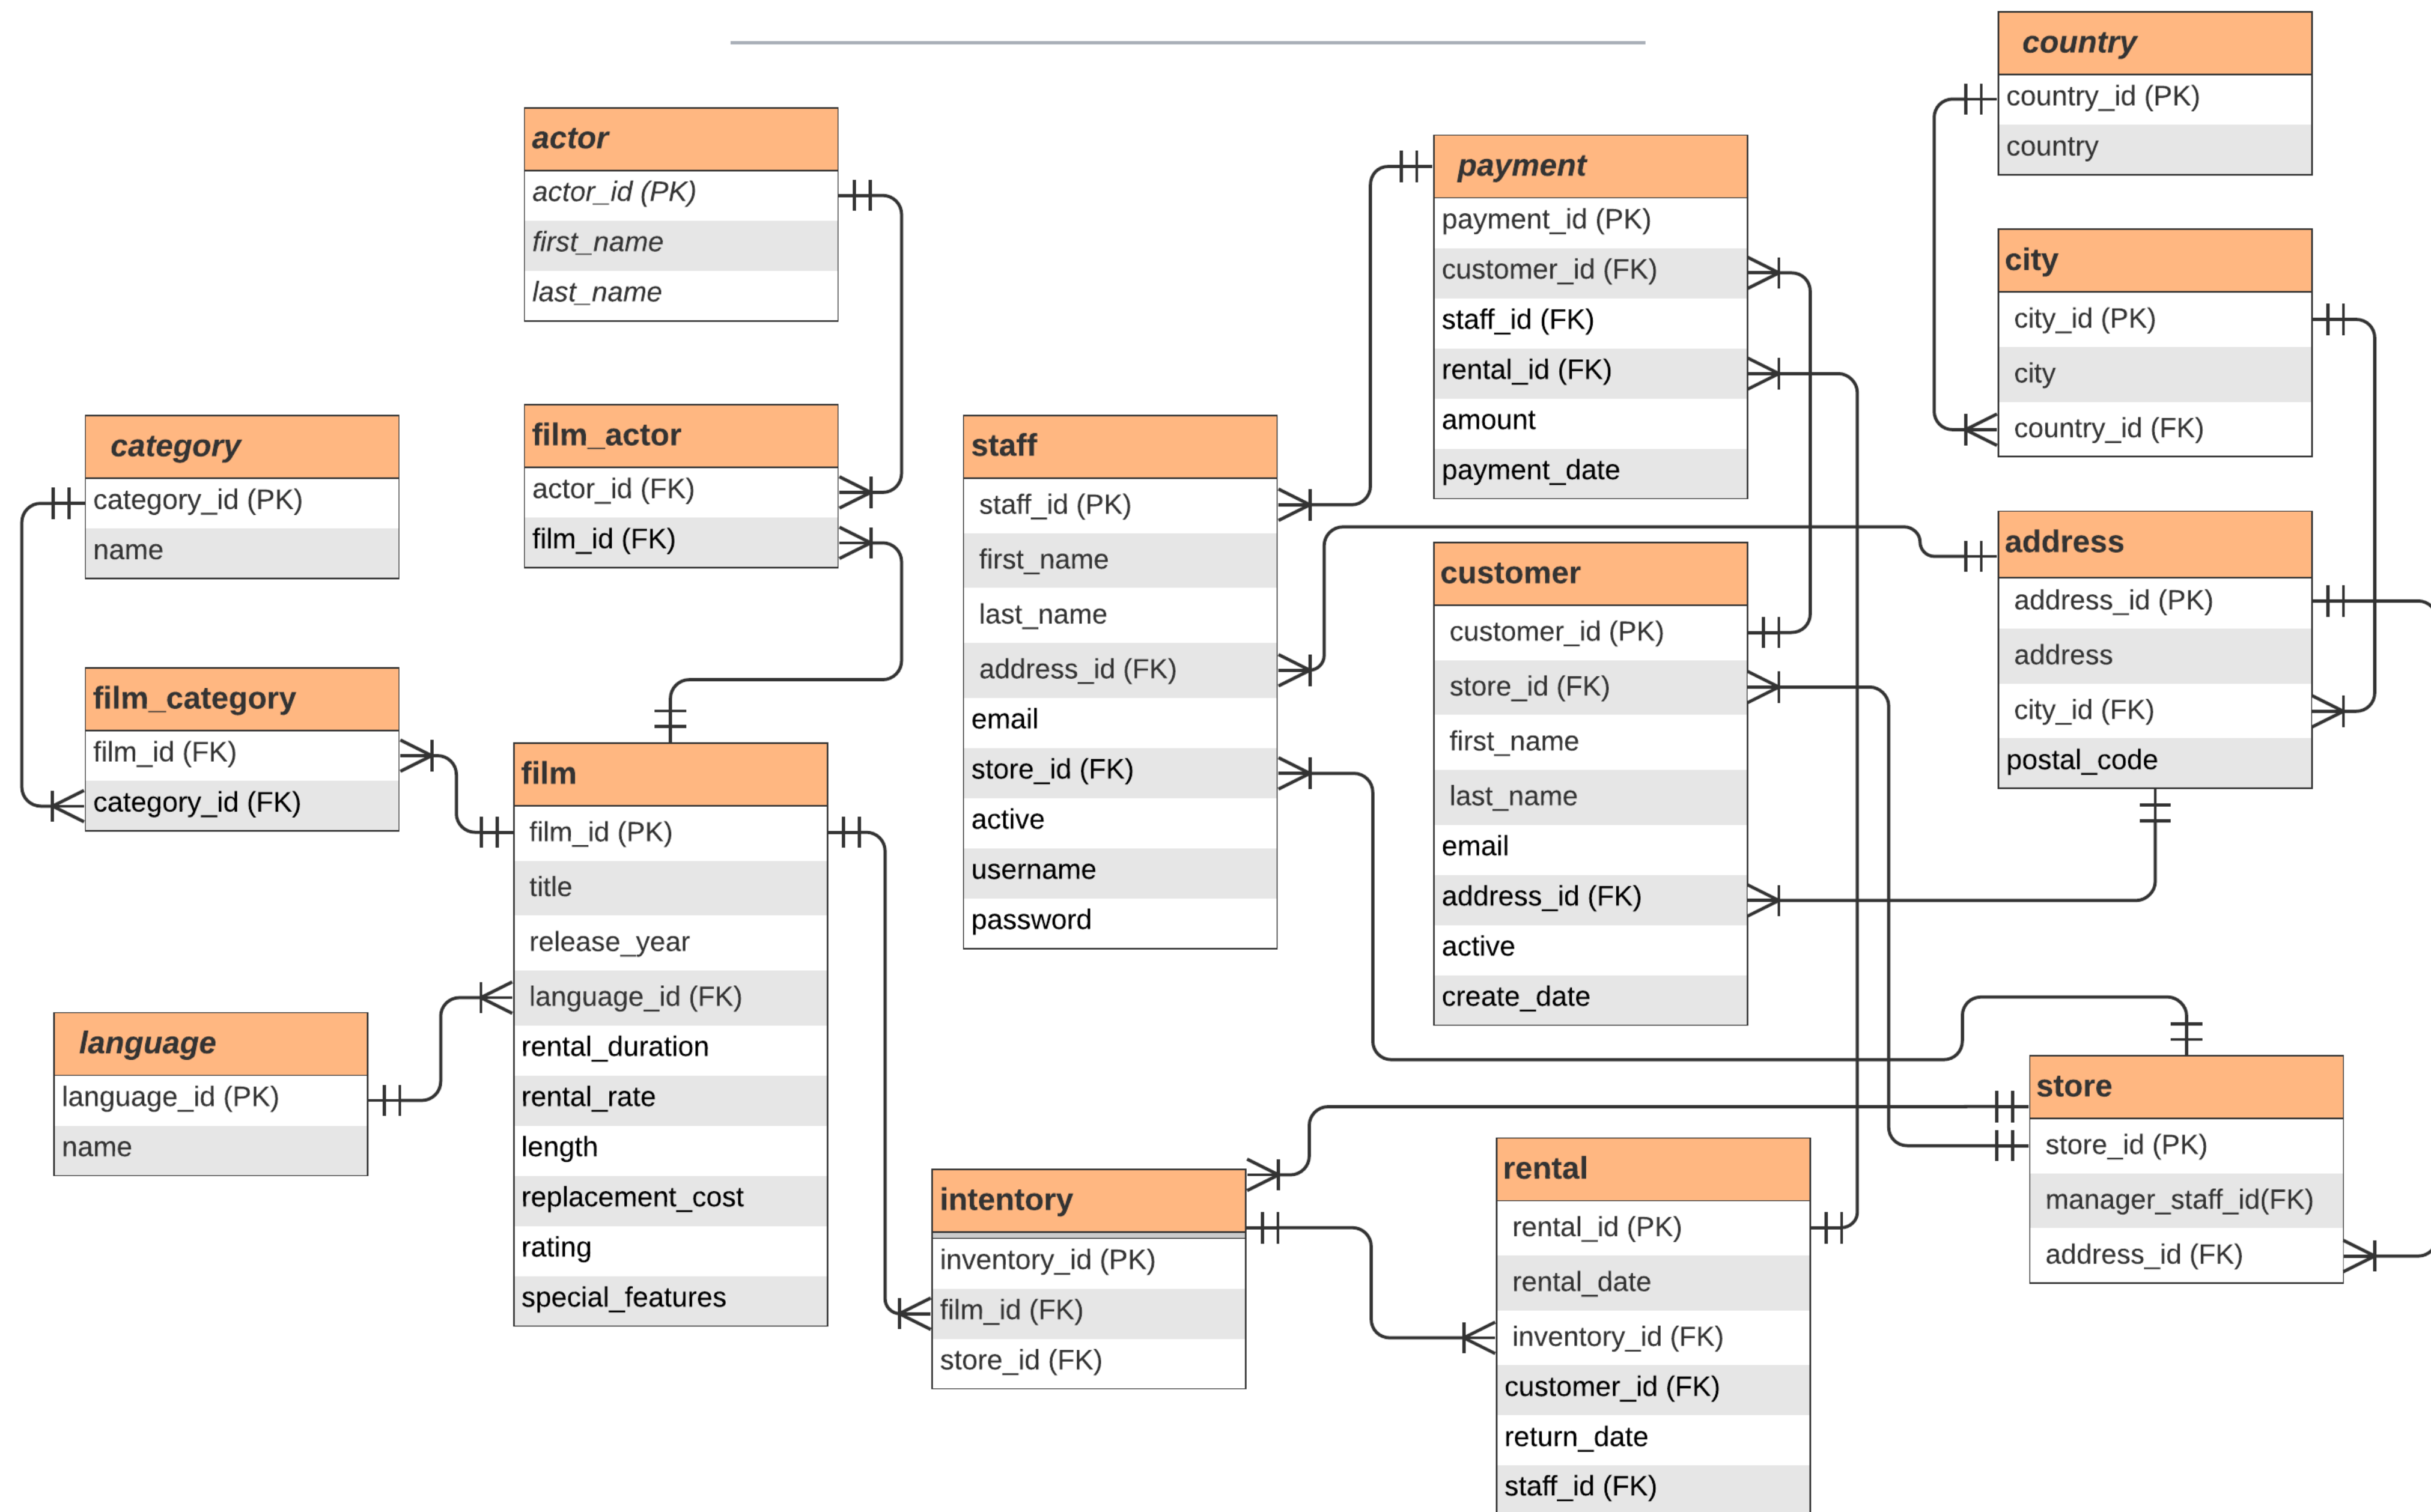 country
country_id (PK)
country
actor
actor_id (PK)
first_name
last_name
payment
payment_id (PK)
customer_id (FK)
staff_id (FK)
rental_id (FK)
amount
payment_date
city
city_id (PK)
city
country_id (FK)
category
category_id (PK)
name
film_actor
actor_id (FK)
film_id (FK)
staff
staff_id (PK)
first_name
last_name
address_id (FK)
email
store_id (FK)
active
username
password
customer
customer_id (PK)
store_id (FK)
first_name
last_name
email
address_id (FK)
active
create_date
address
address_id (PK)
address
city_id (FK)
postal_code
film_category
film_id (FK)
category_id (FK)
film
film_id (PK)
title
release_year
language_id (FK)
rental_duration
rental_rate
length
replacement_cost
rating
special_features
language
language_id (PK)
name
intentory
inventory_id (PK)
film_id (FK)
store_id (FK)
rental
rental_id (PK)
rental_date
inventory_id (FK)
customer_id (FK)
return_date
staff_id (FK)
store
store_id (PK)
manager_staff_id(FK)
address_id (FK)